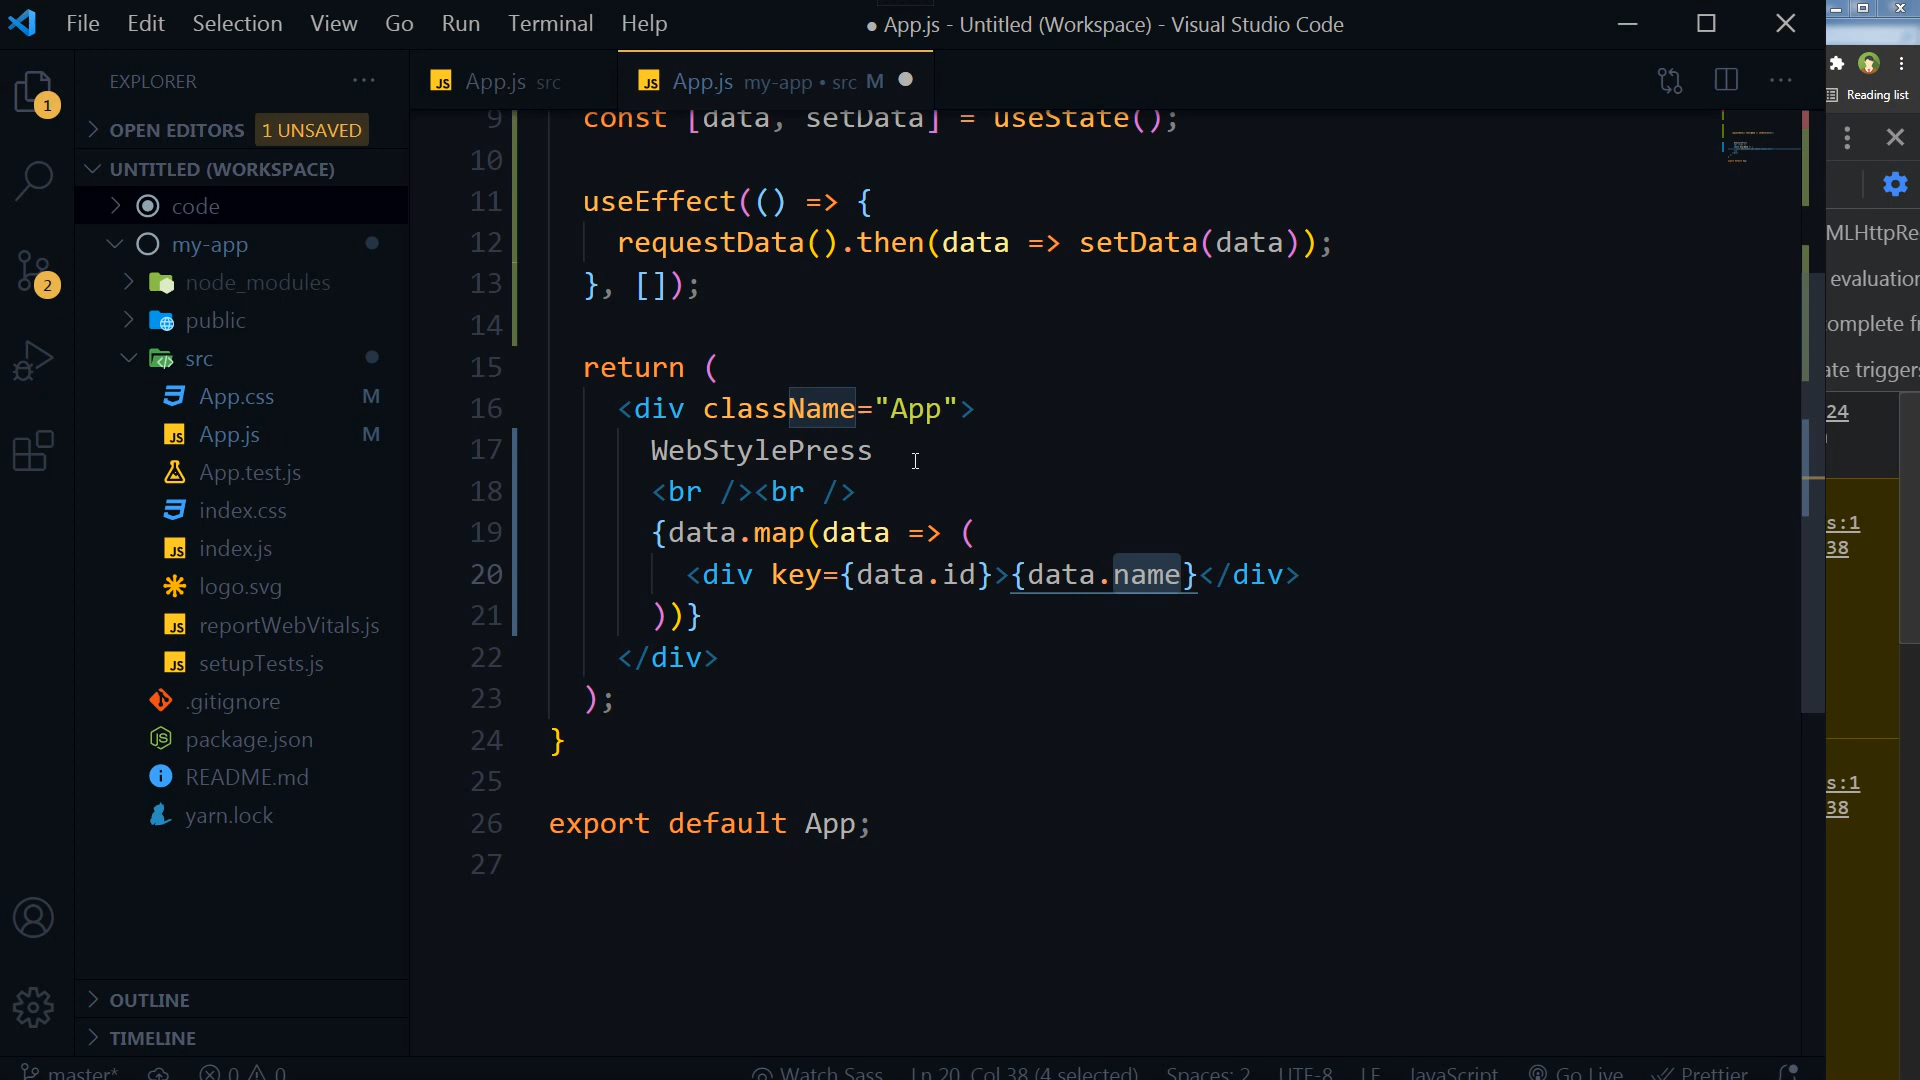 File Edit Selection View Go Run Terminal Help
● App.js - Untitled (Workspace) - Visual Studio Code
EXPLORER
OPEN EDITORS 1 UNSAVED
UNTITLED (WORKSPACE)
code
my-app
node_modules
public
src
App.css M
App.js M
App.test.js
index.css
index.js
logo.svg
reportWebVitals.js
setupTests.js
.gitignore
package.json
README.md
yarn.lock
OUTLINE
TIMELINE
1
2
App.js src
App.js my-app • src M
9 const [data, setData] = useState();
10
11 useEffect(() => {
12 requestData().then(data => setData(data));
13 }, []);
14
15 return (
16 <div className="App">
17 WebStylePress
18 <br /><br />
19 {data.map(data => (
20 <div key={data.id}>{data.name}</div>
21 ))}
22 </div>
23 );
24 }
25
26 export default App;
27
master* 0 0 Watch Sass Ln 20, Col 38 (4 selected) Spaces: 2 UTF-8 LF JavaScript Go Live Prettier
Reading list
MLHttpRe
evaluation
omplete f
ate triggers
24
s:1
38
s:1
38